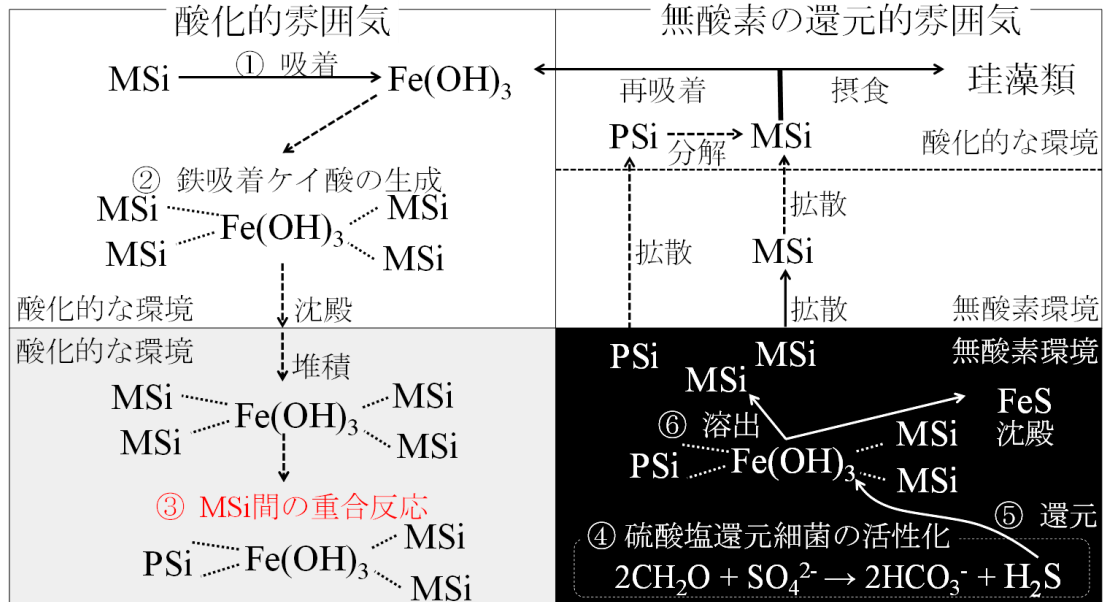 酸化的雰囲気
MSi
① 吸着
Fe(OH)3
② 鉄吸着ケイ酸の生成
MSi
MSi
Fe(OH)3
MSi
MSi
酸化的な環境
沈殿
酸化的な環境
堆積
MSi
MSi
Fe(OH)3
MSi
MSi
③ MSi間の重合反応
PSi
Fe(OH)3
MSi
MSi
無酸素の還元的雰囲気
再吸着
摂食
珪藻類
PSi
分解
MSi
酸化的な環境
拡散
拡散
MSi
拡散
無酸素環境
無酸素環境
PSi
MSi
MSi
FeS
沈殿
⑥ 溶出
PSi
Fe(OH)3
MSi
MSi
⑤ 還元
④ 硫酸塩還元細菌の活性化
2CH2O + SO42- → 2HCO3- + H2S